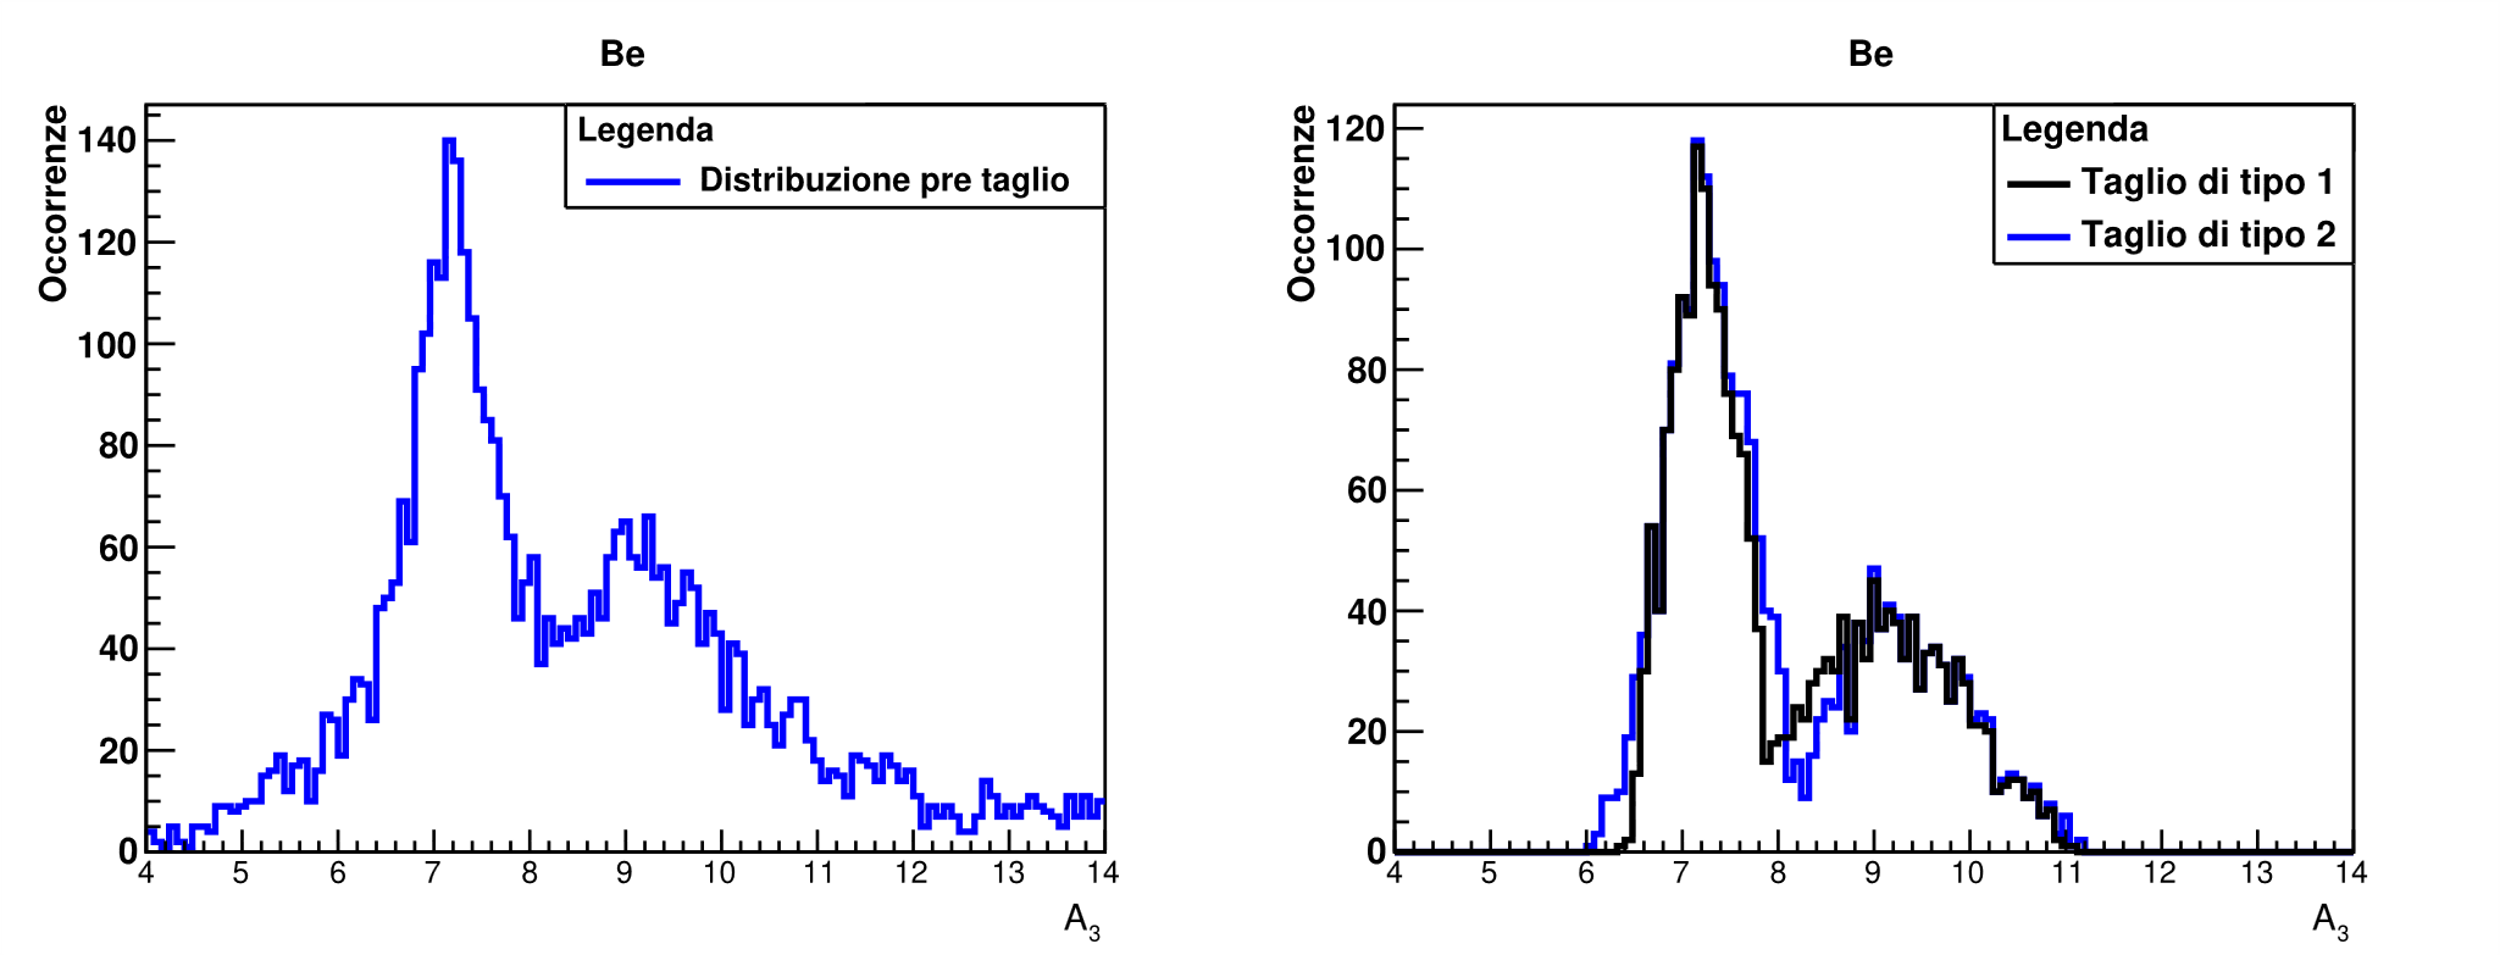 Be
Occorrenze
Legenda
Distribuzione pre taglio
140
120
100
80
60
40
20
0
4 5 6 7 8 9 10 11 12 13 14
A3
Be
Occorrenze
Legenda
Taglio di tipo 1
Taglio di tipo 2
120
100
80
60
40
20
0
4 5 6 7 8 9 10 11 12 13 14
A3